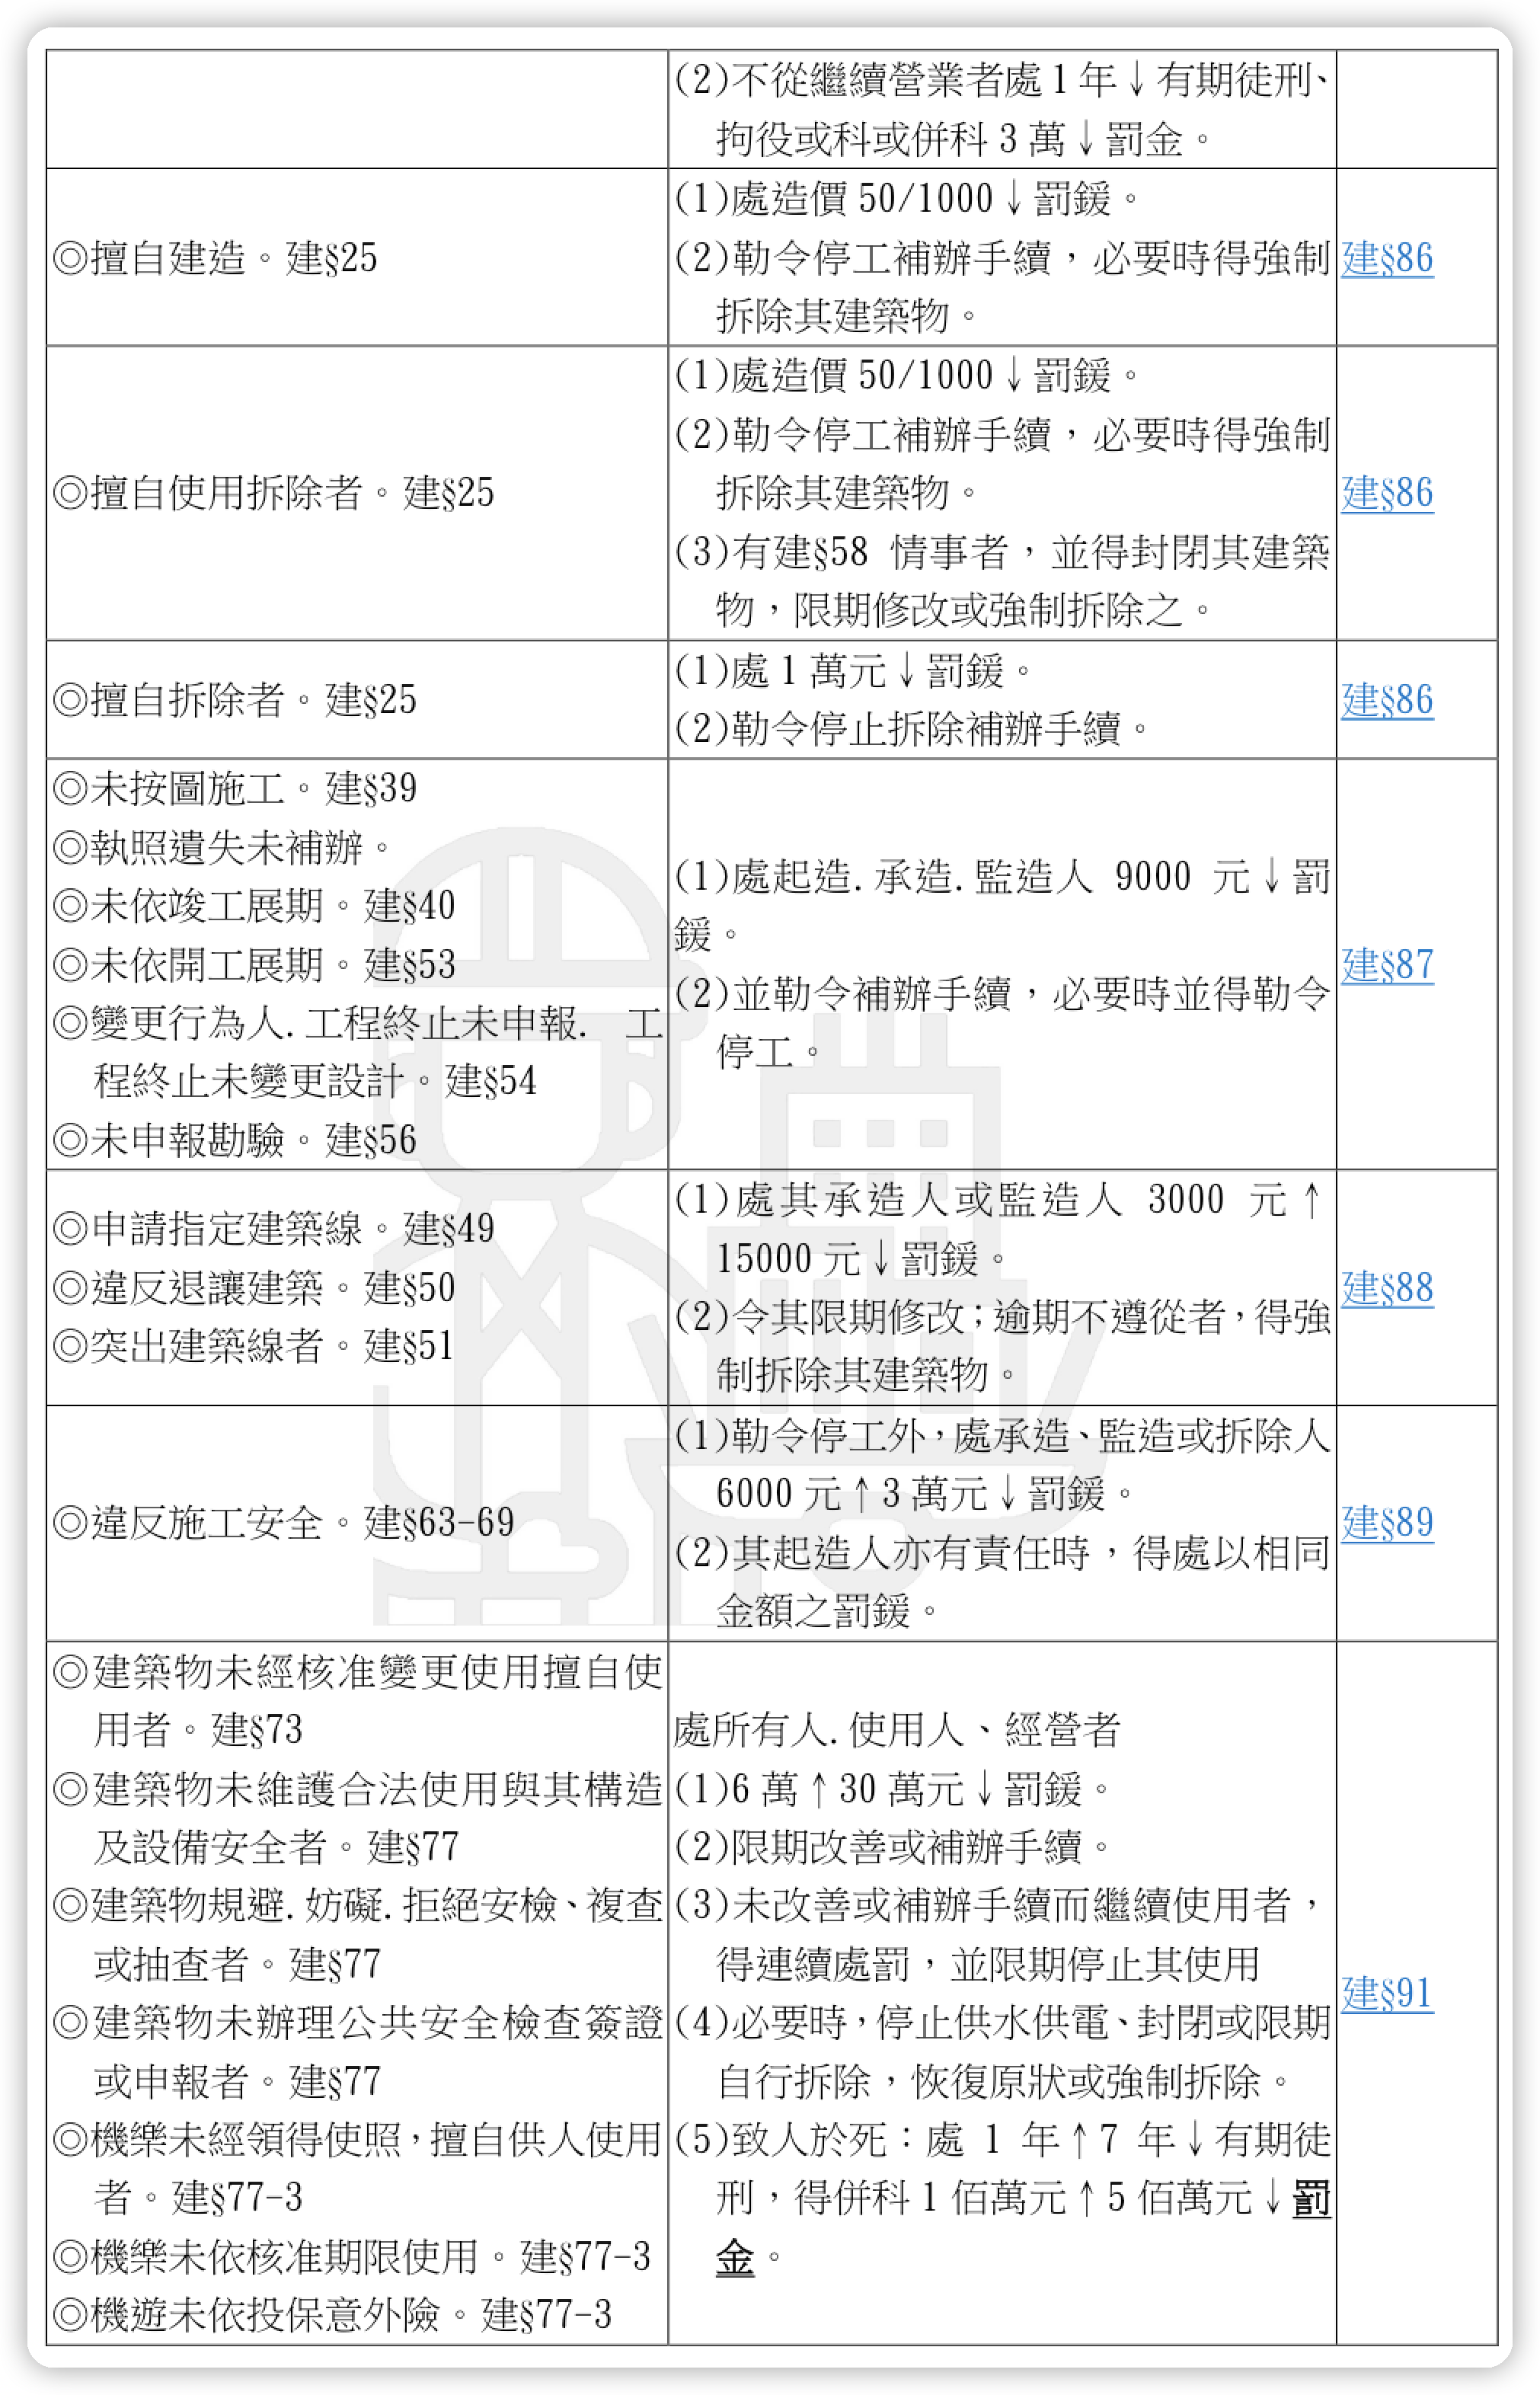 (2)不從繼續營業者處1年↓有期徒刑、
拘役或科或併科3萬↓罰金。
◎擅自建造。建§25
(1)處造價50/1000↓罰鍰。
(2)勒令停工補辦手續，必要時得強制
拆除其建築物。
建§86
◎擅自使用拆除者。建§25
(1)處造價50/1000↓罰鍰。
(2)勒令停工補辦手續，必要時得強制
拆除其建築物。
(3)有建§58 情事者，並得封閉其建築
物，限期修改或強制拆除之。
建§86
◎擅自拆除者。建§25
(1)處1萬元↓罰鍰。
(2)勒令停止拆除補辦手續。
建§86
◎未按圖施工。建§39
◎執照遺失未補辦。
◎未依竣工展期。建§40
◎未依開工展期。建§53
◎變更行為人.工程終止未申報. 工
程終止未變更設計。建§54
◎未申報勘驗。建§56
(1)處起造.承造.監造人 9000 元↓罰
鍰。
(2)並勒令補辦手續，必要時並得勒令
停工。
建§87
◎申請指定建築線。建§49
◎違反退讓建築。建§50
◎突出建築線者。建§51
(1)處其承造人或監造人 3000 元↑
15000元↓罰鍰。
(2)令其限期修改；逾期不遵從者，得強
制拆除其建築物。
建§88
◎違反施工安全。建§63-69
(1)勒令停工外，處承造、監造或拆除人
6000元↑3萬元↓罰鍰。
(2)其起造人亦有責任時，得處以相同
金額之罰鍰。
建§89
◎建築物未經核准變更使用擅自使
用者。建§73
◎建築物未維護合法使用與其構造
及設備安全者。建§77
◎建築物規避.妨礙.拒絕安檢、複查
或抽查者。建§77
◎建築物未辦理公共安全檢查簽證
或申報者。建§77
◎機樂未經領得使照，擅自供人使用
者。建§77-3
◎機樂未依核准期限使用。建§77-3
◎機遊未依投保意外險。建§77-3
處所有人.使用人、經營者
(1)6萬↑30萬元↓罰鍰。
(2)限期改善或補辦手續。
(3)未改善或補辦手續而繼續使用者，
得連續處罰，並限期停止其使用
(4)必要時，停止供水供電、封閉或限期
自行拆除，恢復原狀或強制拆除。
(5)致人於死：處 1 年↑7 年↓有期徒
刑，得併科1佰萬元↑5佰萬元↓罰
金。
建§91